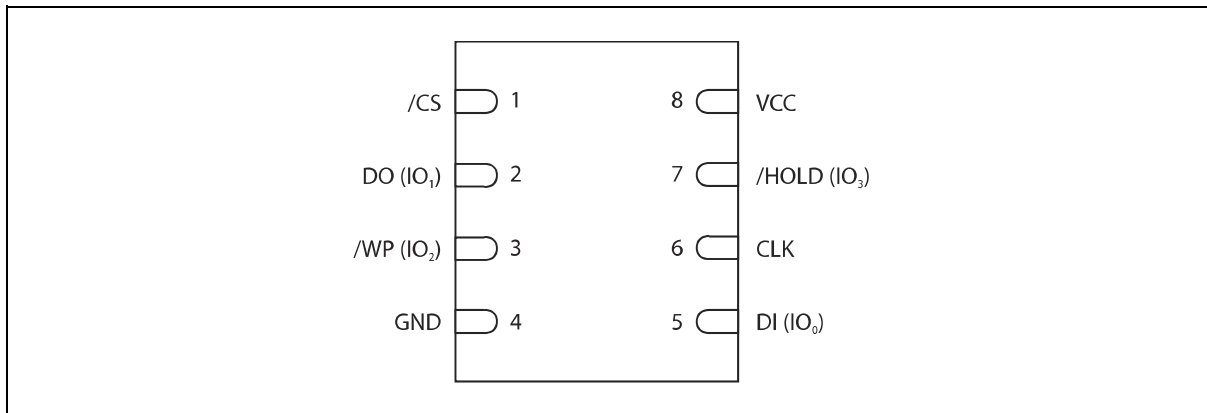 /CS 1 8 VCC
DO (IO₁) 2 7 /HOLD (IO₃)
/WP (IO₂) 3 6 CLK
GND 4 5 DI (IO₀)